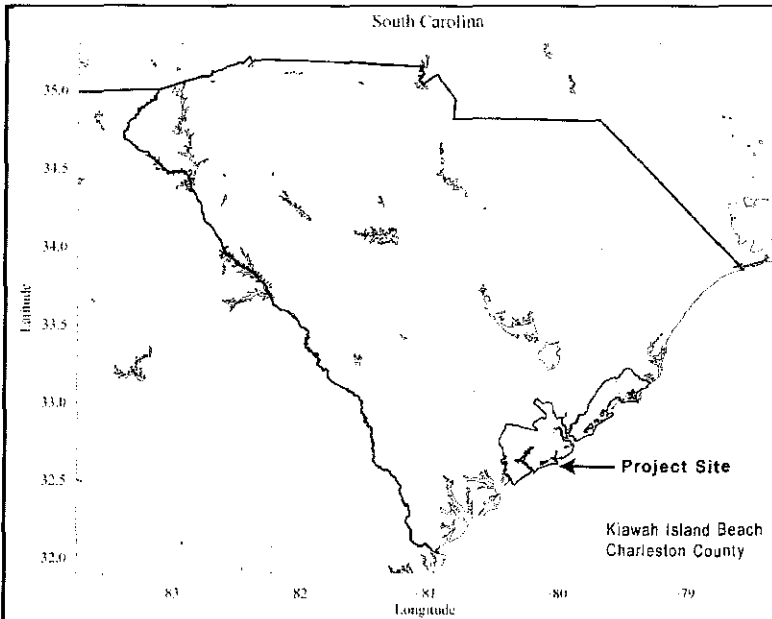 South Carolina
35.0
34.5
34.0
33.5
33.0
32.5
32.0
Latitude
Project Site
Kiawah Island Beach
Charleston County
83 82 81 -80 -79
Longitude